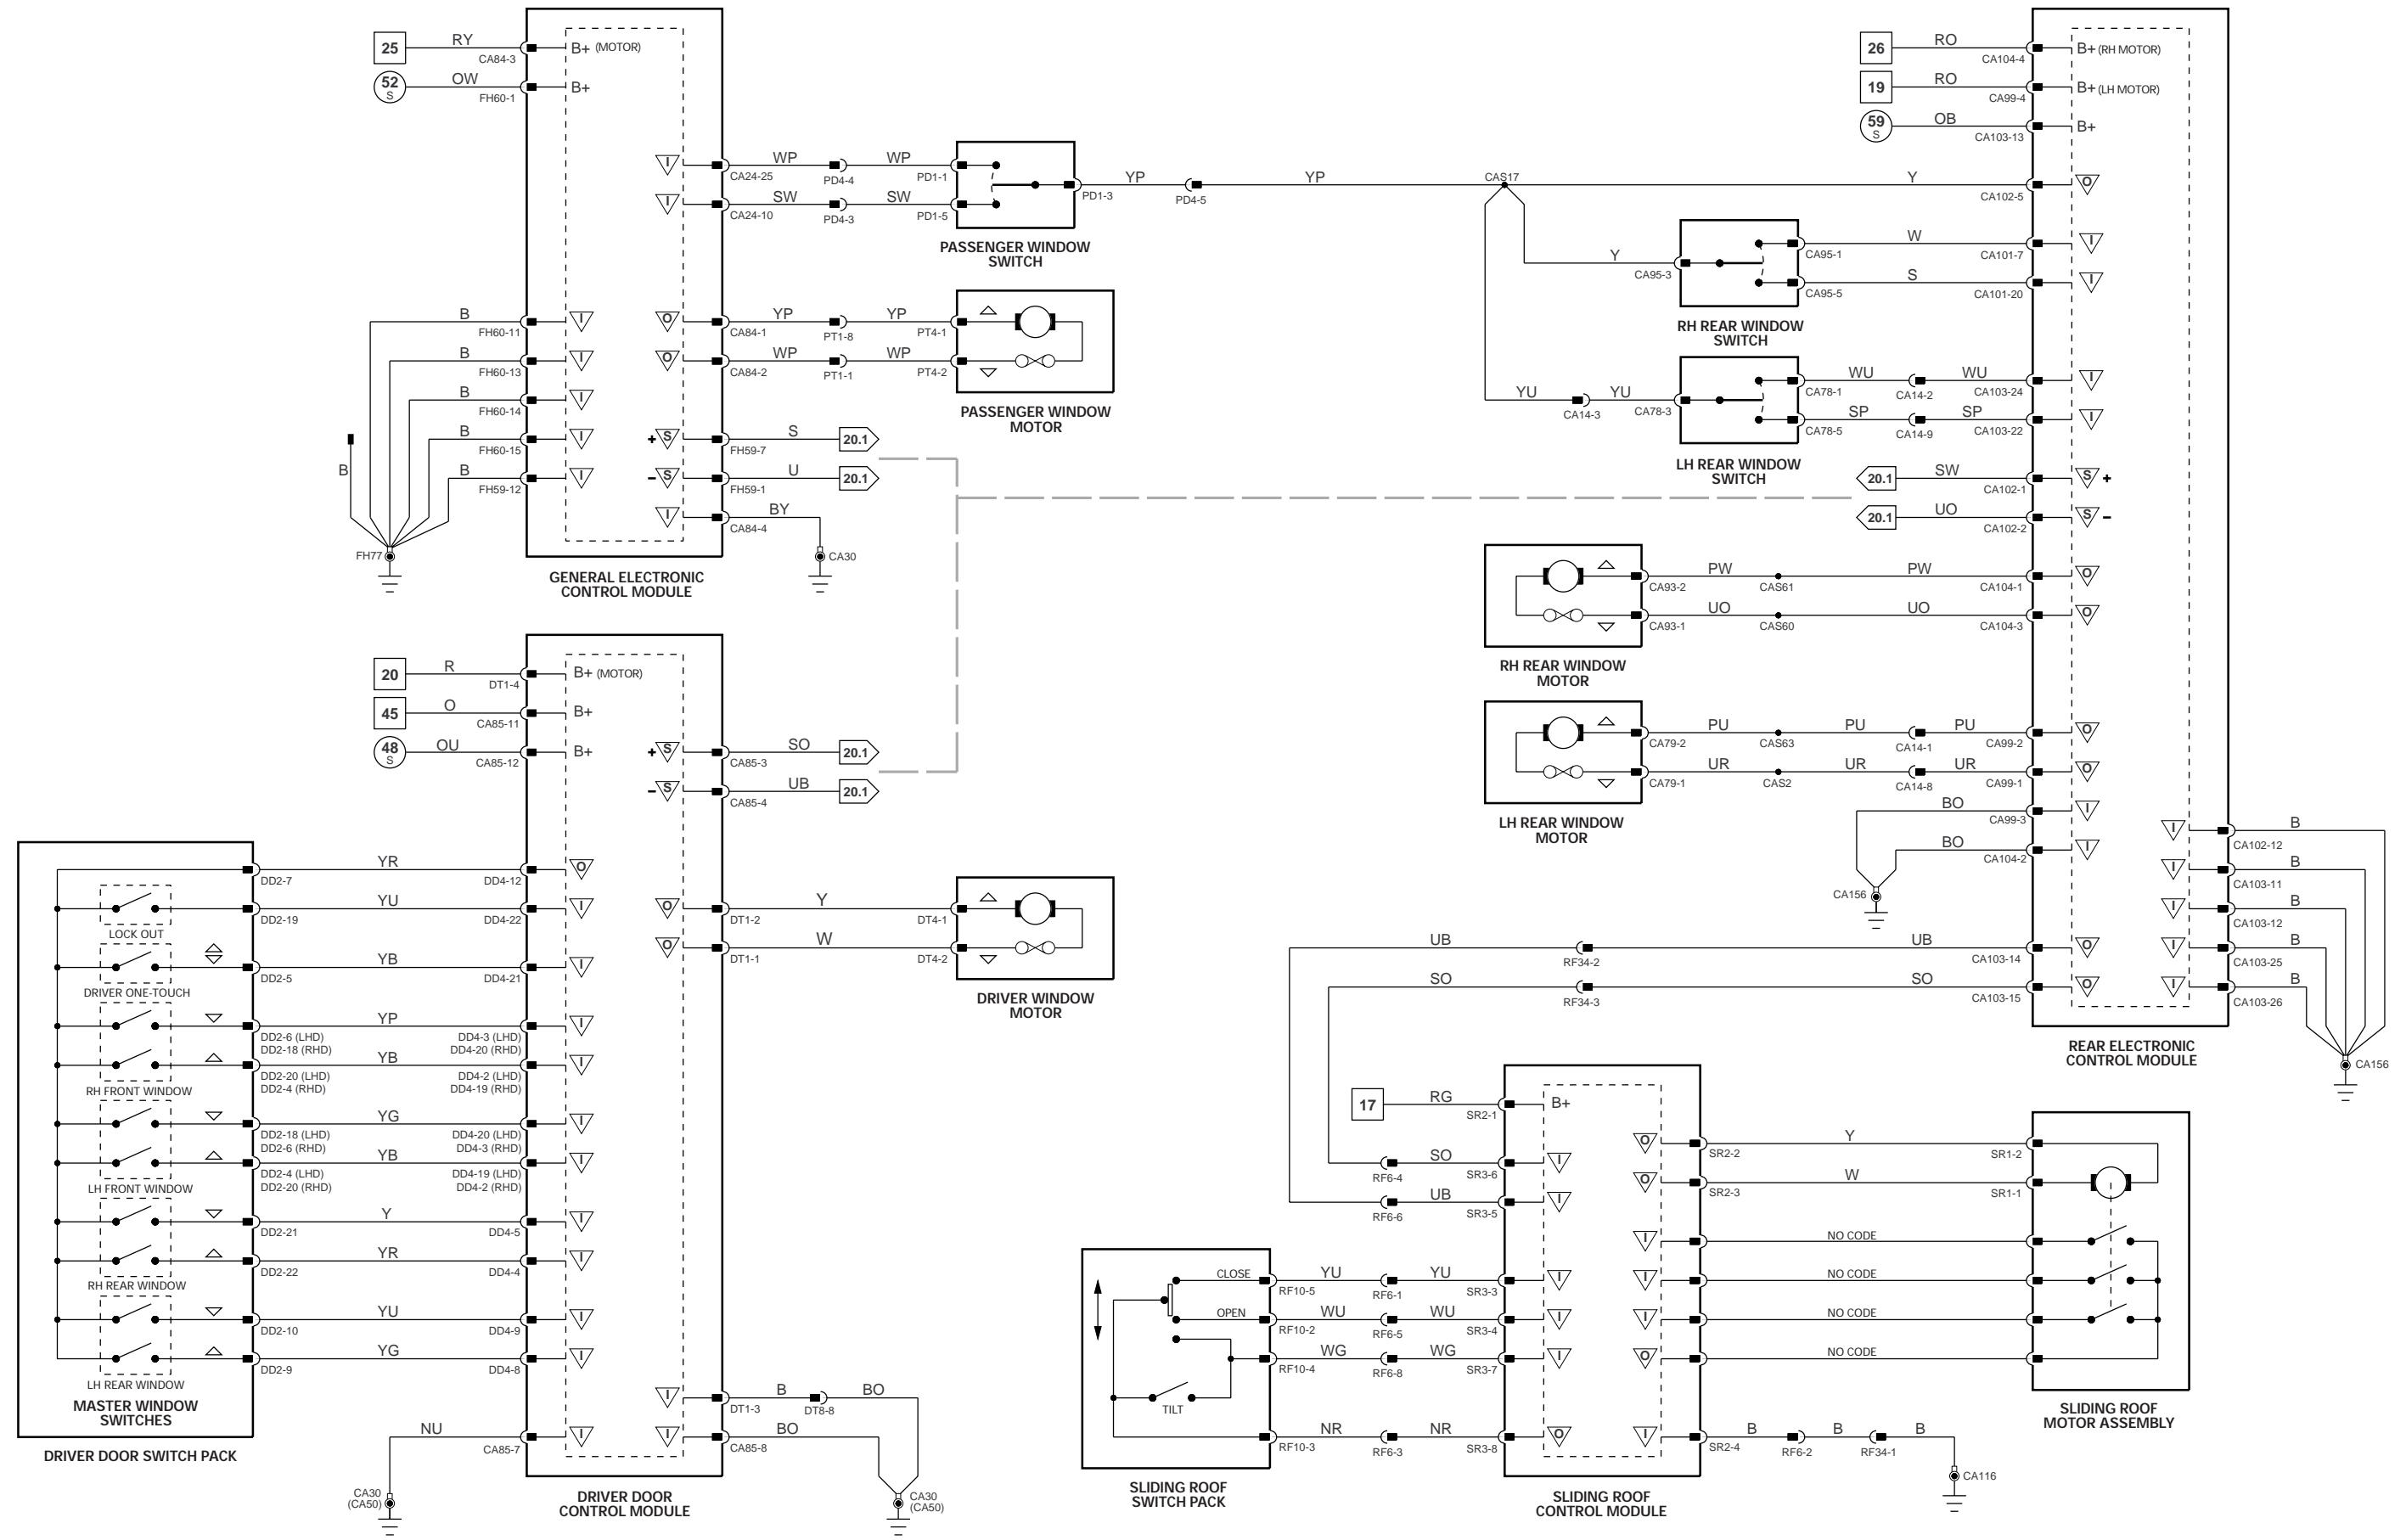 25
RY
CA84-3
B+ (MOTOR)
52
S
OW
FH60-1
B+
I
CA24-25
WP
PD4-4
WP
PD1-1
I
CA24-10
SW
PD4-3
SW
PD1-5
PASSENGER WINDOW
SWITCH
PD1-3
YP
PD4-5
YP
CAS17
Y
CA102-5
O
B
FH60-11
I
B
FH60-13
I
B
FH60-14
I
B
FH60-15
I
B
FH59-12
I
B
FH77
O
CA84-1
YP
PT1-8
YP
PT4-1
O
CA84-2
WP
PT1-1
WP
PT4-2
PASSENGER WINDOW
MOTOR
+ S
FH59-7
S
20.1
– S
FH59-1
U
20.1
I
CA84-4
BY
CA30
GENERAL ELECTRONIC
CONTROL MODULE
26
RO
CA104-4
B+ (RH MOTOR)
19
RO
CA99-4
B+ (LH MOTOR)
59
S
OB
CA103-13
B+
Y
CA95-3
CA95-1
W
CA101-7
I
CA95-5
S
CA101-20
I
RH REAR WINDOW
SWITCH
YU
CA14-3
YU
CA78-3
CA78-1
WU
CA14-2
WU
CA103-24
I
CA78-5
SP
CA14-9
SP
CA103-22
I
LH REAR WINDOW
SWITCH
20.1
SW
CA102-1
S +
20.1
UO
CA102-2
S –
CA93-2
PW
CAS61
PW
CA104-1
O
CA93-1
UO
CAS60
UO
CA104-3
O
RH REAR WINDOW
MOTOR
CA79-2
PU
CAS63
PU
CA14-1
PU
CA99-2
O
CA79-1
UR
CAS2
UR
CA14-8
UR
CA99-1
O
LH REAR WINDOW
MOTOR
BO
CA99-3
I
BO
CA104-2
I
CA156
I
CA102-12
B
I
CA103-11
B
I
CA103-12
B
I
CA103-25
B
I
CA103-26
B
CA156
UB
RF34-2
UB
CA103-14
O
SO
RF34-3
SO
CA103-15
O
REAR ELECTRONIC
CONTROL MODULE
20
R
DT1-4
B+ (MOTOR)
45
O
CA85-11
B+
48
S
OU
CA85-12
B+
+ S
CA85-3
SO
20.1
– S
CA85-4
UB
20.1
DD2-7
YR
DD4-12
O
LOCK OUT
DD2-19
YU
DD4-22
I
DRIVER ONE-TOUCH
DD2-5
YB
DD4-21
I
DD2-6 (LHD)
DD2-18 (RHD)
YP
DD4-3 (LHD)
DD4-20 (RHD)
I
DD2-20 (LHD)
DD2-4 (RHD)
YB
DD4-2 (LHD)
DD4-19 (RHD)
I
RH FRONT WINDOW
DD2-18 (LHD)
DD2-6 (RHD)
YG
DD4-20 (LHD)
DD4-3 (RHD)
I
DD2-4 (LHD)
DD2-20 (RHD)
YB
DD4-19 (LHD)
DD4-2 (RHD)
I
LH FRONT WINDOW
DD2-21
Y
DD4-5
I
DD2-22
YR
DD4-4
I
RH REAR WINDOW
DD2-10
YU
DD4-9
I
DD2-9
YG
DD4-8
I
LH REAR WINDOW
MASTER WINDOW
SWITCHES
DRIVER DOOR SWITCH PACK
NU
CA85-7
I
CA30
(CA50)
O
DT1-2
Y
DT4-1
O
DT1-1
W
DT4-2
DRIVER WINDOW
MOTOR
I
DT1-3
B
DT8-8
BO
I
CA85-8
BO
CA30
(CA50)
DRIVER DOOR
CONTROL MODULE
17
RG
SR2-1
B+
RF6-4
SO
SR3-6
I
RF6-6
UB
SR3-5
I
CLOSE
RF10-5
YU
RF6-1
YU
SR3-3
I
OPEN
RF10-2
WU
RF6-5
WU
SR3-4
I
RF10-4
WG
RF6-8
WG
SR3-7
I
TILT
RF10-3
NR
RF6-3
NR
SR3-8
O
SLIDING ROOF
SWITCH PACK
O
SR2-2
Y
SR1-2
O
SR2-3
W
SR1-1
I
NO CODE
I
NO CODE
I
NO CODE
O
NO CODE
I
SR2-4
B
RF6-2
B
RF34-1
B
CA116
SLIDING ROOF
CONTROL MODULE
SLIDING ROOF
MOTOR ASSEMBLY